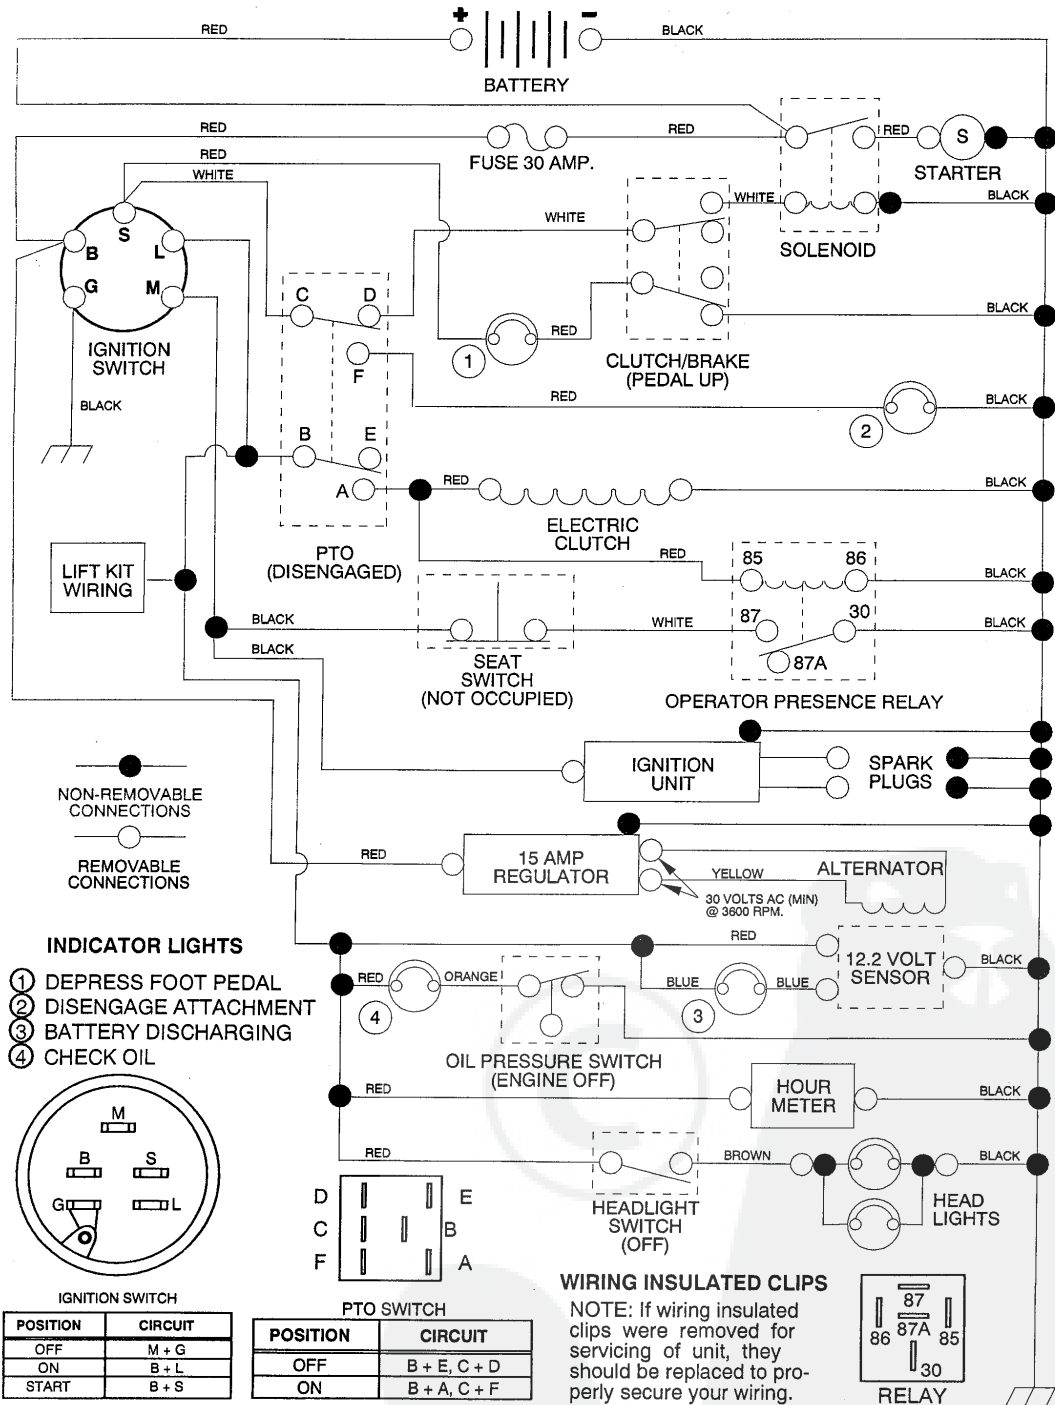 + -
RED
BLACK
BATTERY
RED
RED
RED
S
FUSE 30 AMP.
STARTER
RED
WHITE
WHITE
BLACK
WHITE
SOLENOID
S
B
L
G
M
IGNITION
SWITCH
BLACK
C
D
F
B
E
A
1
RED
CLUTCH/BRAKE
(PEDAL UP)
BLACK
RED
BLACK
2
RED
BLACK
ELECTRIC
CLUTCH
PTO
(DISENGAGED)
LIFT KIT
WIRING
RED
85
86
BLACK
BLACK
WHITE
87
30
BLACK
87A
BLACK
SEAT
SWITCH
(NOT OCCUPIED)
OPERATOR PRESENCE RELAY
IGNITION
UNIT
SPARK
PLUGS
NON-REMOVABLE
CONNECTIONS
REMOVABLE
CONNECTIONS
RED
15 AMP
REGULATOR
YELLOW
ALTERNATOR
30 VOLTS AC (MIN)
@ 3600 RPM.
INDICATOR LIGHTS
1 DEPRESS FOOT PEDAL
2 DISENGAGE ATTACHMENT
3 BATTERY DISCHARGING
4 CHECK OIL
RED
12.2 VOLT
SENSOR
BLACK
RED
ORANGE
BLUE
BLUE
4
3
OIL PRESSURE SWITCH
(ENGINE OFF)
RED
HOUR
METER
BLACK
RED
BROWN
BLACK
HEADLIGHT
SWITCH
(OFF)
HEAD
LIGHTS
M
B
S
G
L
IGNITION SWITCH
POSITION CIRCUIT
OFF M + G
ON B + L
START B + S
D
E
C
B
F
A
PTO SWITCH
POSITION CIRCUIT
OFF B + E, C + D
ON B + A, C + F
WIRING INSULATED CLIPS
NOTE: If wiring insulated
clips were removed for
servicing of unit, they
should be replaced to pro-
perly secure your wiring.
87
86
87A
85
30
RELAY
©